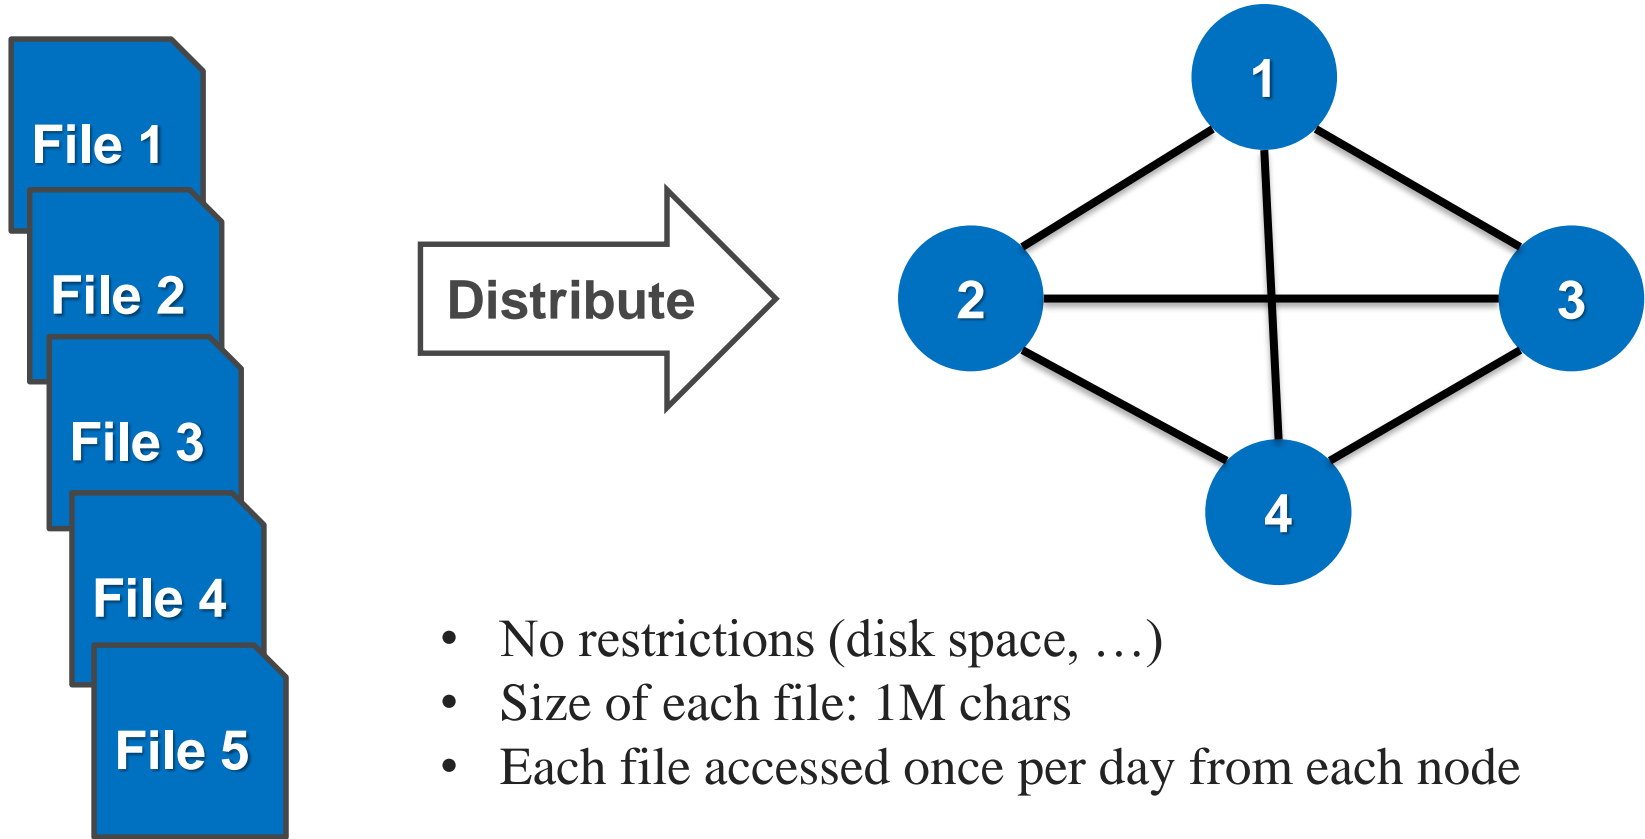 File 1
File 2
File 3
File 4
File 5
Distribute
1
2
3
4
• No restrictions (disk space, …)
• Size of each file: 1M chars
• Each file accessed once per day from each node